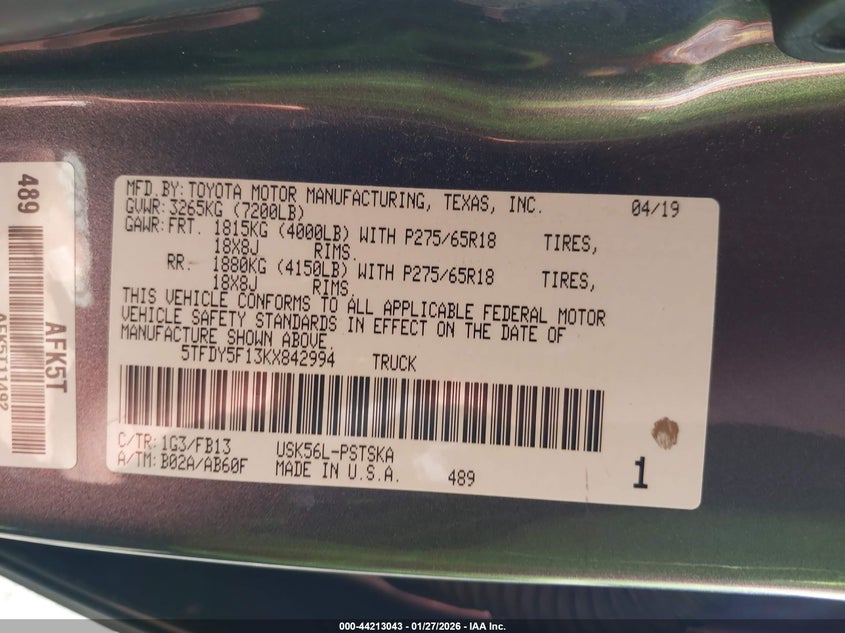 MFD.BY: TOYOTA MOTOR MANUFACTURING, TEXAS, INC. 04/19
GVWR: 3265KG (7200LB)
GAWR: FRT. 1815KG (4000LB) WITH P275/65R18 TIRES,
18X8J RIMS.
RR. 1880KG (4150LB) WITH P275/65R18 TIRES,
18X8J RIMS.
THIS VEHICLE CONFORMS TO ALL APPLICABLE FEDERAL MOTOR
VEHICLE SAFETY STANDARDS IN EFFECT ON THE DATE OF
MANUFACTURE SHOWN ABOVE.
5TFDY5F13KX842994 TRUCK
C/TR: 1G3/FB13 USK56L-PSTSKA
A/TM: B02A/AB60F MADE IN U.S.A. 489 1
489
AFK5T
000-44213043 - 01/27/2026 - IAA Inc.